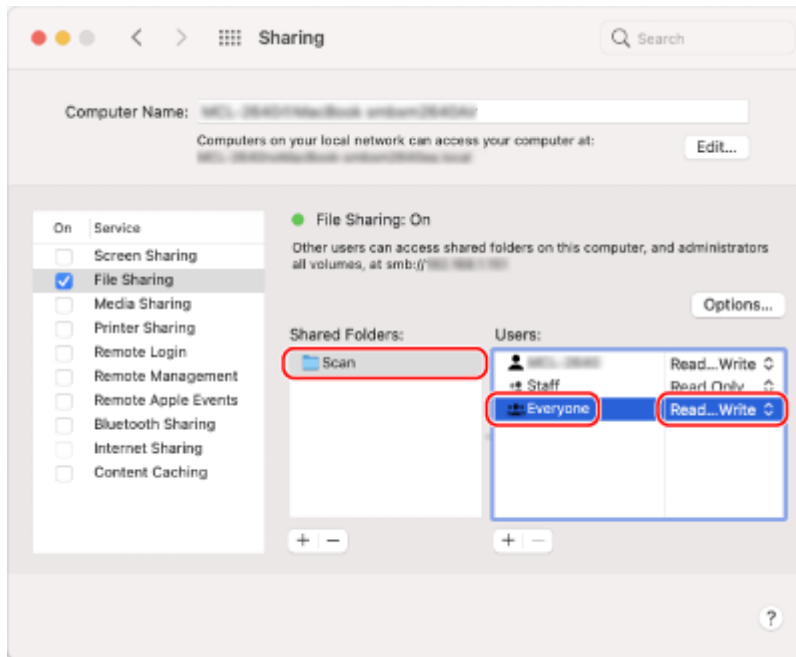 Sharing
Search
Computer Name:
Computers on your local network can access your computer at:
Edit...
On Service
Screen Sharing
File Sharing
Media Sharing
Printer Sharing
Remote Login
Remote Management
Remote Apple Events
Bluetooth Sharing
Internet Sharing
Content Caching
File Sharing: On
Other users can access shared folders on this computer, and administrators
all volumes, at smb://
Options...
Shared Folders:
Scan
Users:
Read...Write
Staff Read Only
Everyone Read...Write
+ −
+ −
?